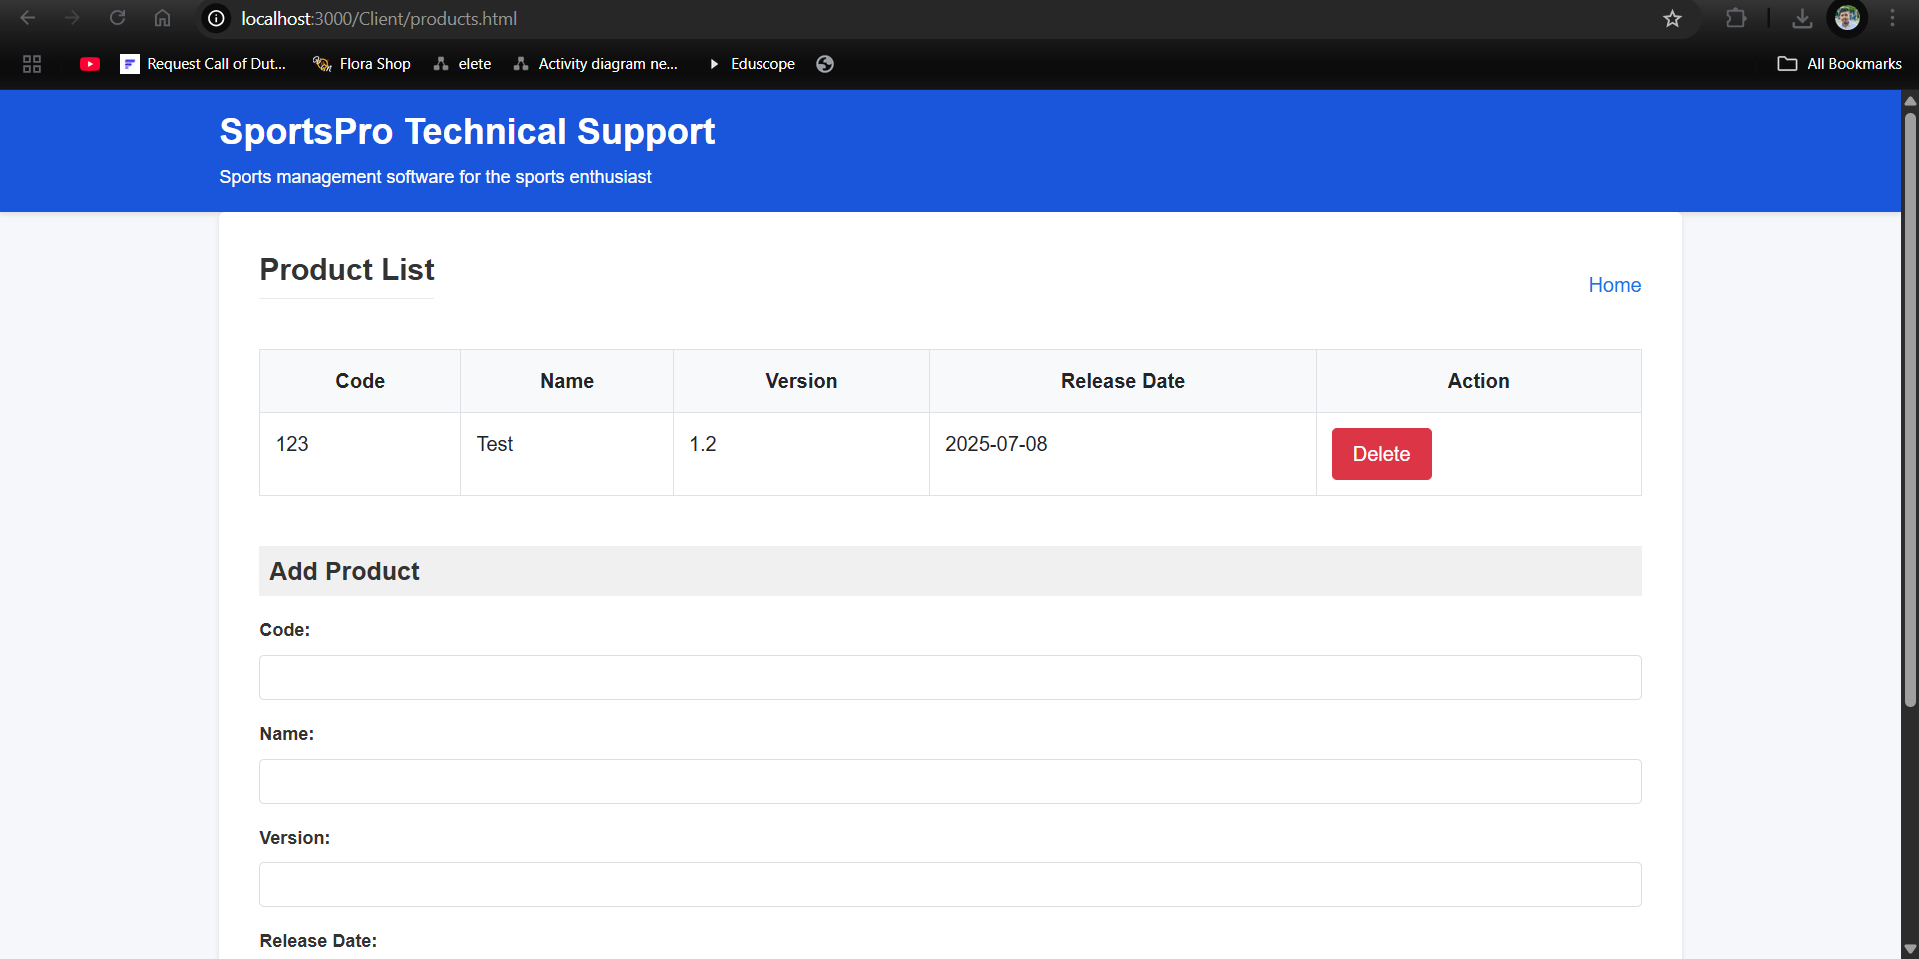 localhost:3000/Client/products.html
Request Call of Dut...
Flora Shop
elete
Activity diagram ne...
Eduscope
All Bookmarks
SportsPro Technical Support
Sports management software for the sports enthusiast
Product List
Home
Code Name Version Release Date Action
123 Test 1.2 2025-07-08 Delete
Add Product
Code:
Name:
Version:
Release Date: